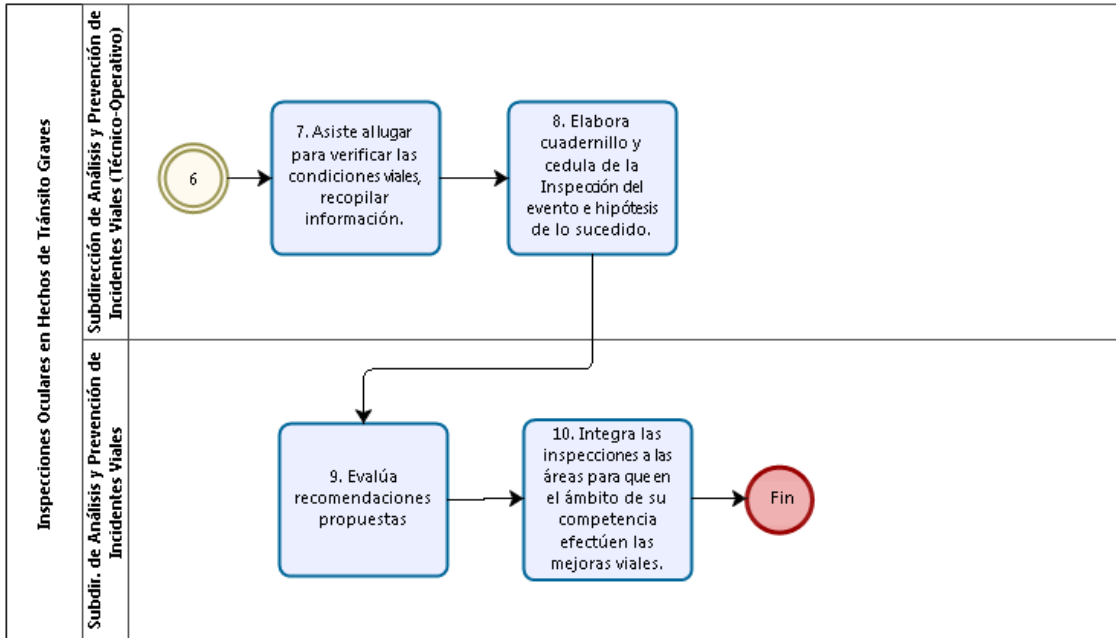 Inspecciones Oculares en Hechos de Tránsito Graves
Subdirección de Análisis y Prevención de
Incidentes Viales (Técnico-Operativo)
6
7. Asiste al lugar
para verificar las
condiciones viales,
recopilar
información.
8. Elabora
cuadernillo y
cedula de la
Inspección del
evento e hipótesis
de lo sucedido.
Subdir. de Análisis y Prevención de
Incidentes Viales
9. Evalúa
recomendaciones
propuestas
10. Integra las
inspecciones a las
áreas para que en
el ámbito de su
competencia
efectúen las
mejoras viales.
Fin